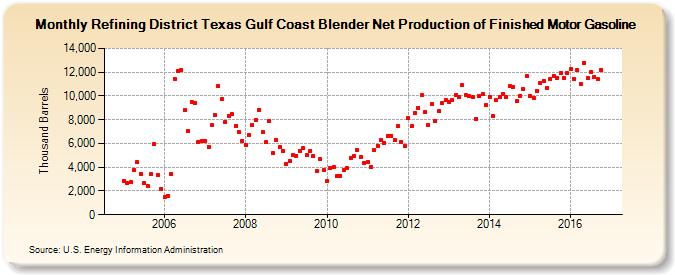 Monthly Refining District Texas Gulf Coast Blender Net Production of Finished Motor Gasoline
Thousand Barrels
14,000
12,000
10,000
8,000
6,000
4,000
2,000
0
2006 2008 2010 2012 2014 2016
Source: U.S. Energy Information Administration